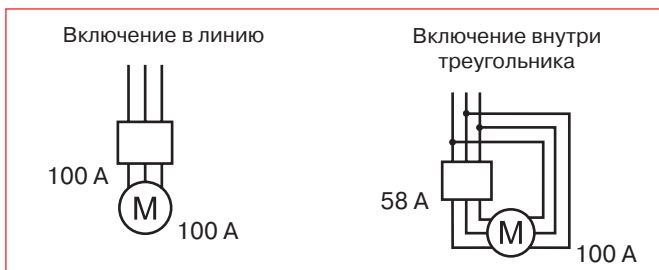 Включение в линию
100 А
М
100 А
Включение внутри
треугольника
58 А
М
100 А